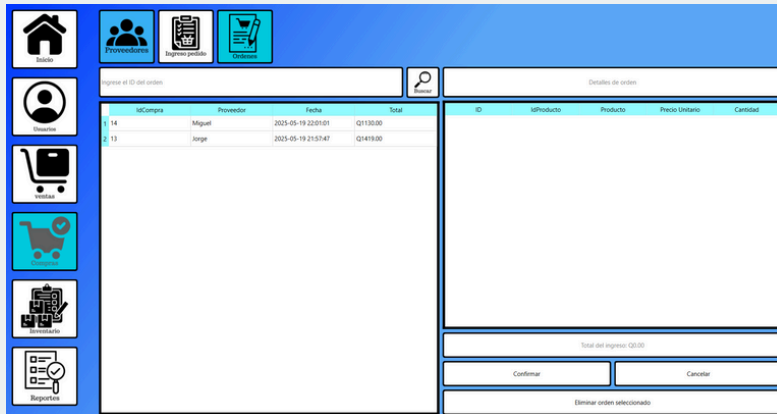 Inicio
Usuarios
ventas
Compras
Inventario
Reportes
Proveedores
Ingreso pedido
Ordenes
Ingrese el ID del orden
Buscar
IdCompra Proveedor Fecha Total
1 14 Miguel 2025-05-19 22:01:01 Q1130.00
2 13 Jorge 2025-05-19 21:57:47 Q1419.00
Detalles de orden
ID IdProducto Producto Precio Unitario Cantidad
Total del ingreso: Q0.00
Confirmar Cancelar
Eliminar orden seleccionado